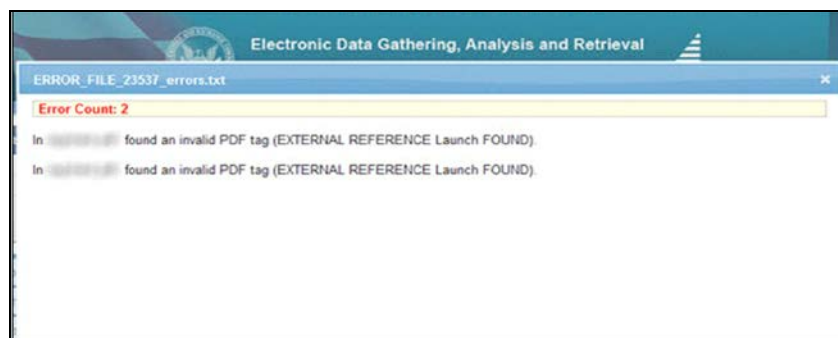 Electronic Data Gathering, Analysis and Retrieval
ERROR_FILE_23537_errors.txt
Error Count: 2
In found an invalid PDF tag (EXTERNAL REFERENCE Launch FOUND).
In found an invalid PDF tag (EXTERNAL REFERENCE Launch FOUND).